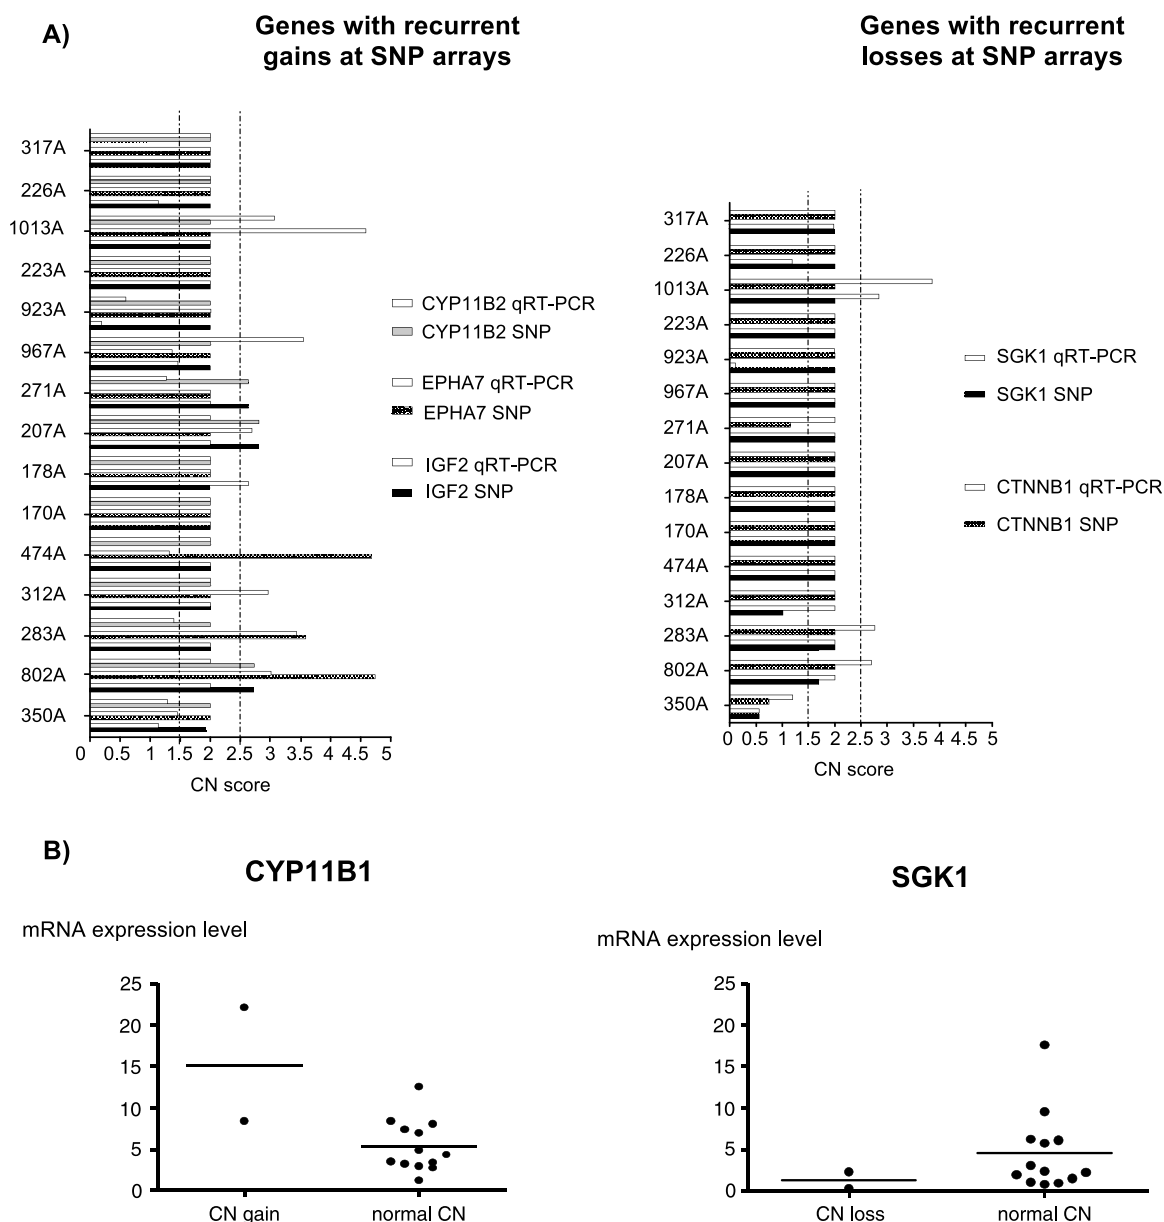 A)
Genes with recurrent
gains at SNP arrays
Genes with recurrent
losses at SNP arrays
317A
226A
1013A
223A
923A
967A
271A
207A
178A
170A
474A
312A
283A
802A
350A
0 0.5 1 1.5 2 2.5 3 3.5 4 4.5 5
CN score
CYP11B2 qRT-PCR
CYP11B2 SNP
EPHA7 qRT-PCR
EPHA7 SNP
IGF2 qRT-PCR
IGF2 SNP
317A
226A
1013A
223A
923A
967A
271A
207A
178A
170A
474A
312A
283A
802A
350A
0 0.5 1 1.5 2 2.5 3 3.5 4 4.5 5
CN score
SGK1 qRT-PCR
SGK1 SNP
CTNNB1 qRT-PCR
CTNNB1 SNP
B)
CYP11B1
mRNA expression level
25
20
15
10
5
0
CN gain normal CN
SGK1
mRNA expression level
25
20
15
10
5
0
CN loss normal CN